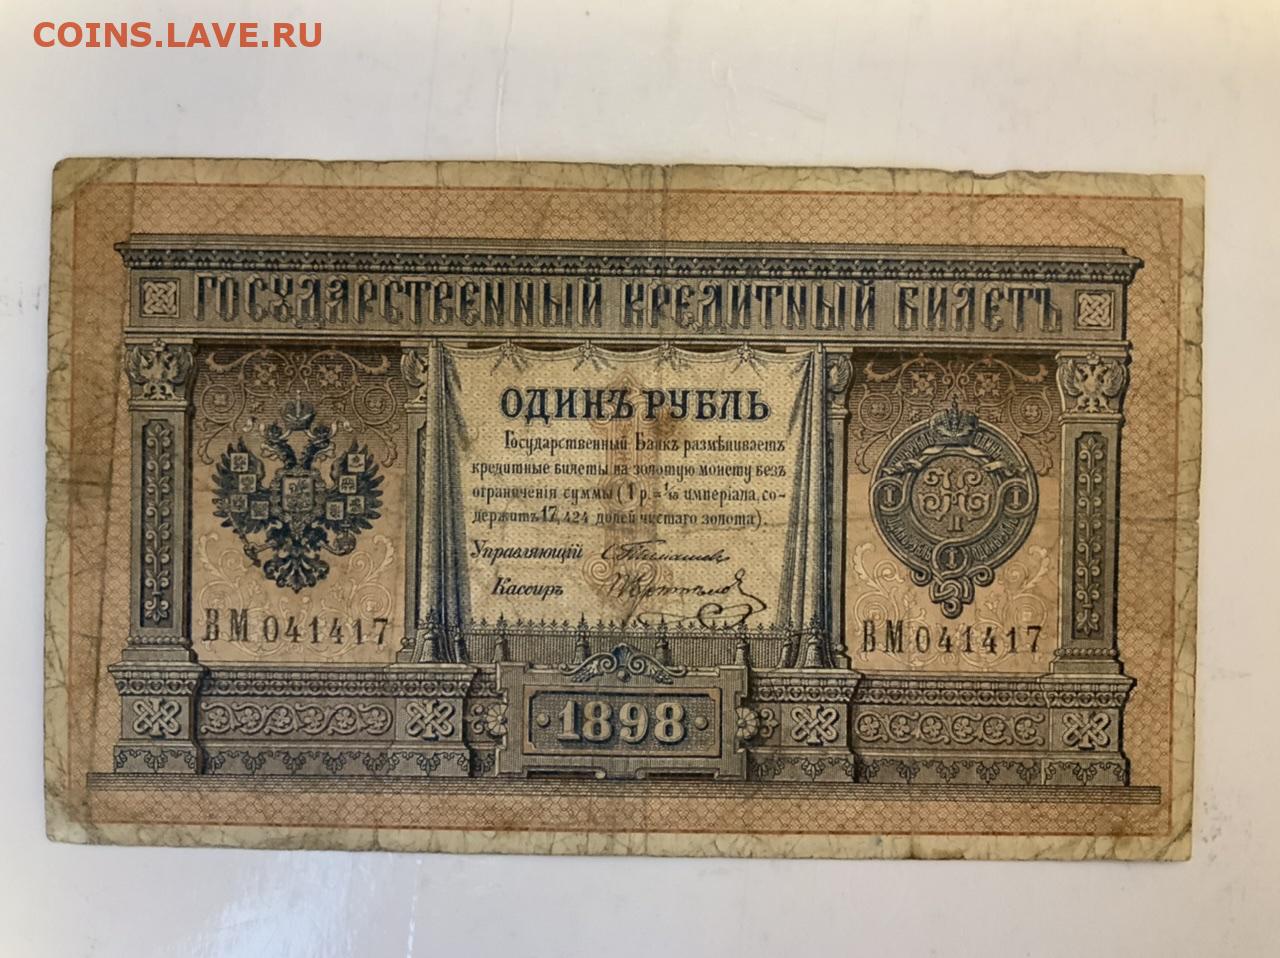 COINS.LAVE.RU
ГОСУДАРСТВЕННЫЙ КРЕДИТНЫЙ БИЛЕТЪ
ОДИНЪ РУБЛЬ
Государственный Банкъ размѣниваетъ
кредитные билеты на золотую монету безъ
ограниченія суммы (1 р. = 1/15 имперіала, со-
держитъ 17,424 долей чистаго золота).
Управляющій
Кассиръ
ВМ 041417
ВМ 041417
1898